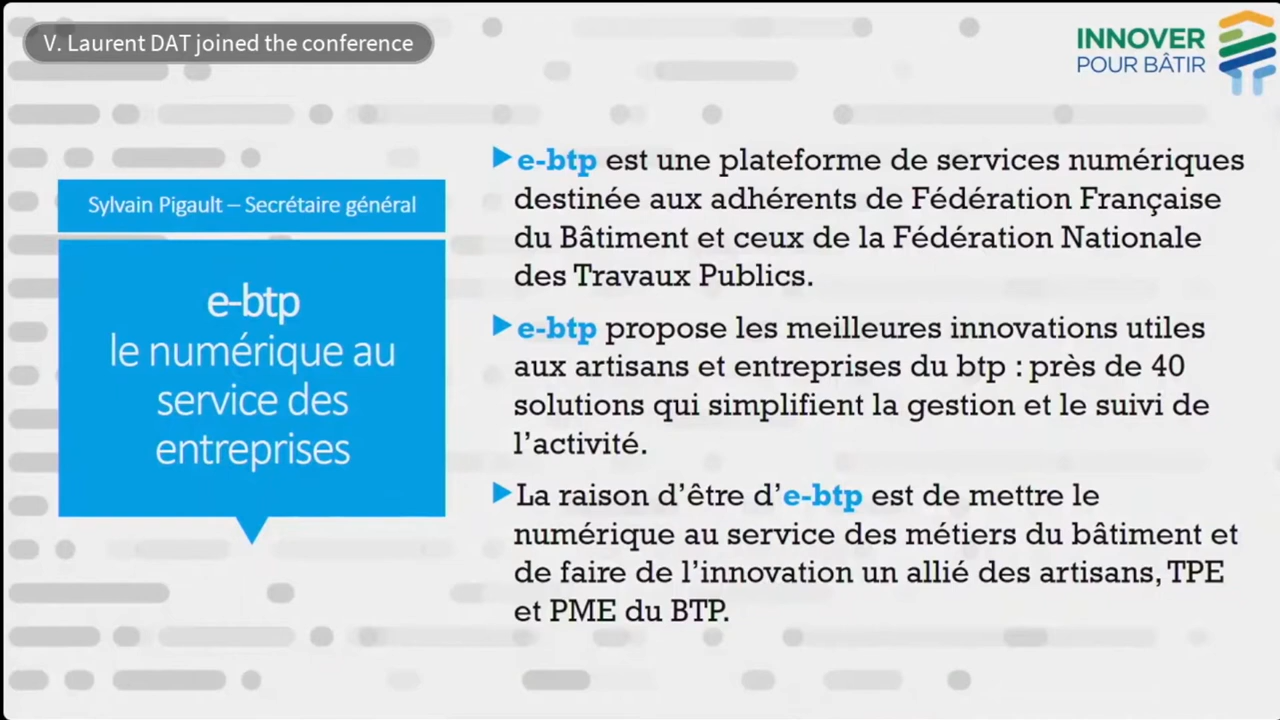 V. Laurent DAT joined the conference
INNOVER
POUR BÂTIR
Sylvain Pigault – Secrétaire général
e-btp
le numérique au
service des
entreprises
e-btp est une plateforme de services numériques
destinée aux adhérents de Fédération Française
du Bâtiment et ceux de la Fédération Nationale
des Travaux Publics.
e-btp propose les meilleures innovations utiles
aux artisans et entreprises du btp : près de 40
solutions qui simplifient la gestion et le suivi de
l’activité.
La raison d’être d’e-btp est de mettre le
numérique au service des métiers du bâtiment et
de faire de l’innovation un allié des artisans, TPE
et PME du BTP.